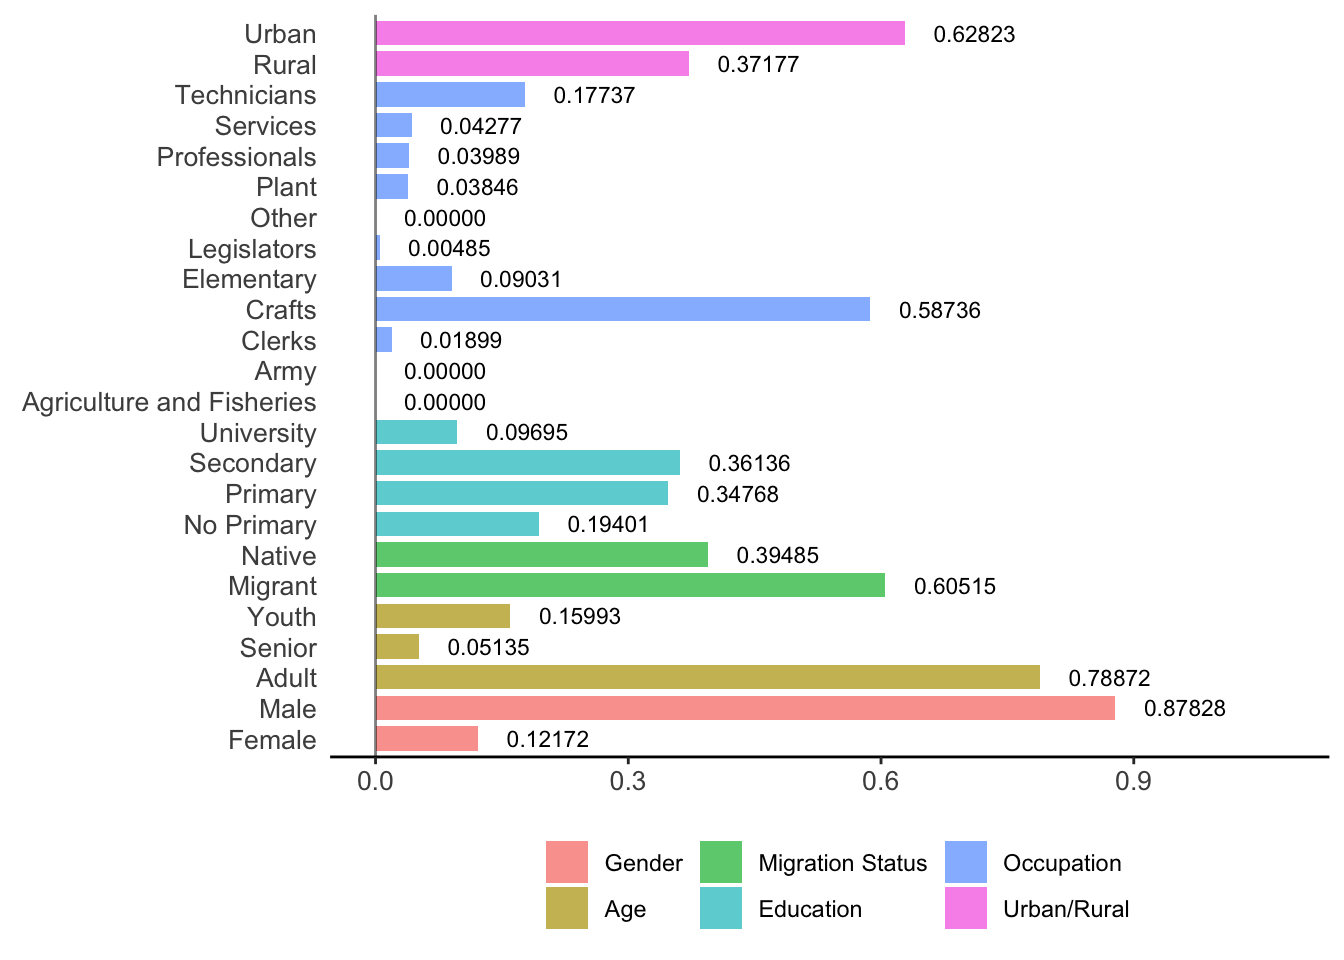 Urban 0.62823
Rural 0.37177
Technicians 0.17737
Services 0.04277
Professionals 0.03989
Plant 0.03846
Other 0.00000
Legislators 0.00485
Elementary 0.09031
Crafts 0.58736
Clerks 0.01899
Army 0.00000
Agriculture and Fisheries 0.00000
University 0.09695
Secondary 0.36136
Primary 0.34768
No Primary 0.19401
Native 0.39485
Migrant 0.60515
Youth 0.15993
Senior 0.05135
Adult 0.78872
Male 0.87828
Female 0.12172
0.0 0.3 0.6 0.9
Gender Migration Status Occupation
Age Education Urban/Rural